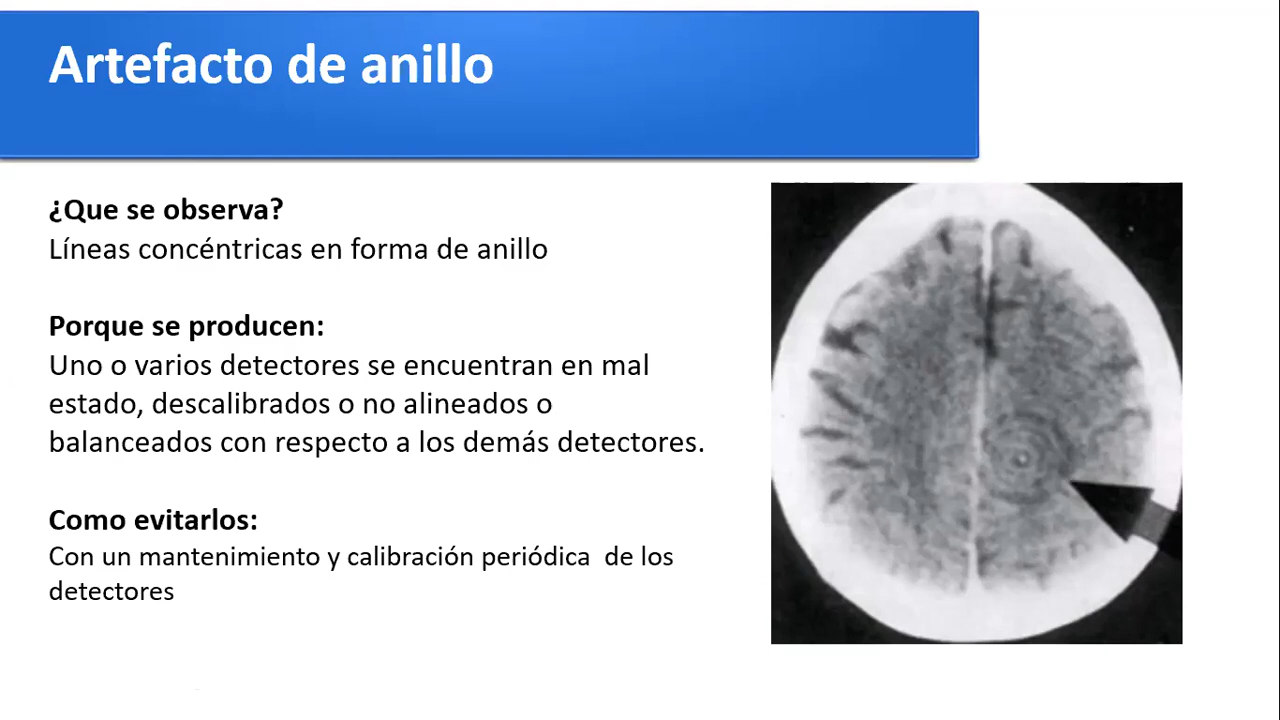 Artefacto de anillo
¿Que se observa?
Líneas concéntricas en forma de anillo
Porque se producen:
Uno o varios detectores se encuentran en mal
estado, descalibrados o no alineados o
balanceados con respecto a los demás detectores.
Como evitarlos:
Con un mantenimiento y calibración periódica  de los
detectores